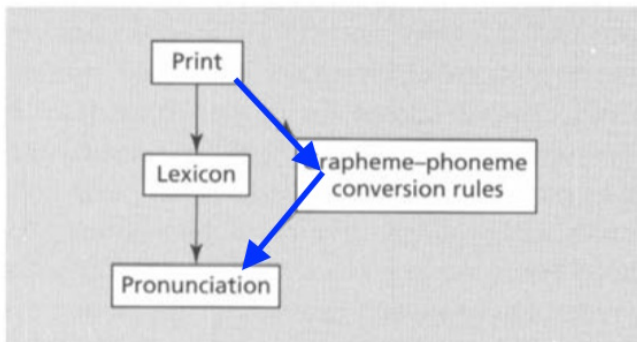 Print
rapheme–phoneme
Lexicon
conversion rules
Pronunciation